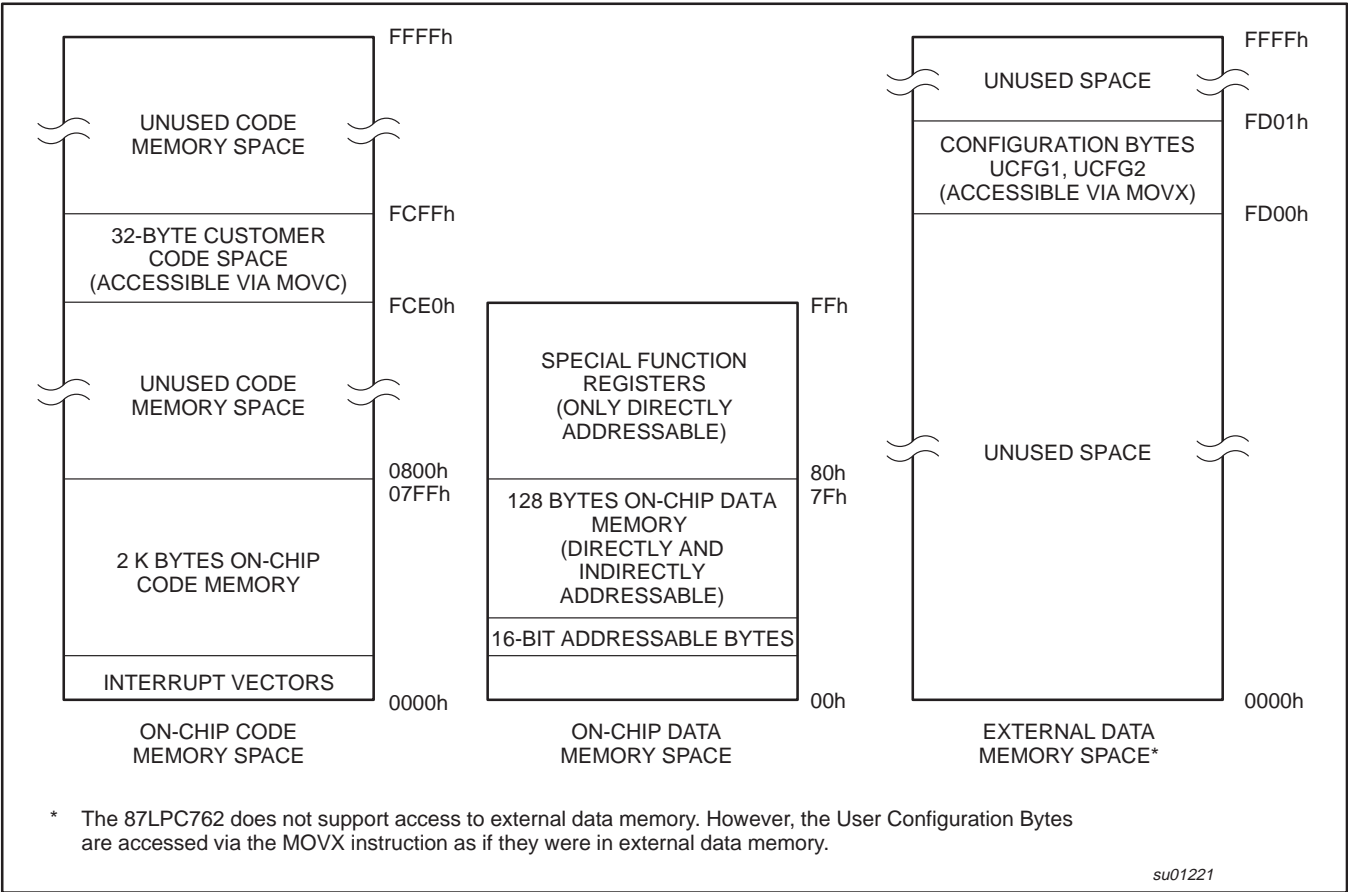 FFFFh
UNUSED CODE
MEMORY SPACE
FCFFh
32-BYTE CUSTOMER
CODE SPACE
(ACCESSIBLE VIA MOVC)
FCE0h
UNUSED CODE
MEMORY SPACE
0800h
07FFh
2 K BYTES ON-CHIP
CODE MEMORY
INTERRUPT VECTORS
0000h
ON-CHIP CODE
MEMORY SPACE
FFh
SPECIAL FUNCTION
REGISTERS
(ONLY DIRECTLY
ADDRESSABLE)
80h
7Fh
128 BYTES ON-CHIP DATA
MEMORY
(DIRECTLY AND
INDIRECTLY
ADDRESSABLE)
16-BIT ADDRESSABLE BYTES
00h
ON-CHIP DATA
MEMORY SPACE
FFFFh
UNUSED SPACE
FD01h
CONFIGURATION BYTES
UCFG1, UCFG2
(ACCESSIBLE VIA MOVX)
FD00h
UNUSED SPACE
0000h
EXTERNAL DATA
MEMORY SPACE*
* The 87LPC762 does not support access to external data memory. However, the User Configuration Bytes
are accessed via the MOVX instruction as if they were in external data memory.
su01221